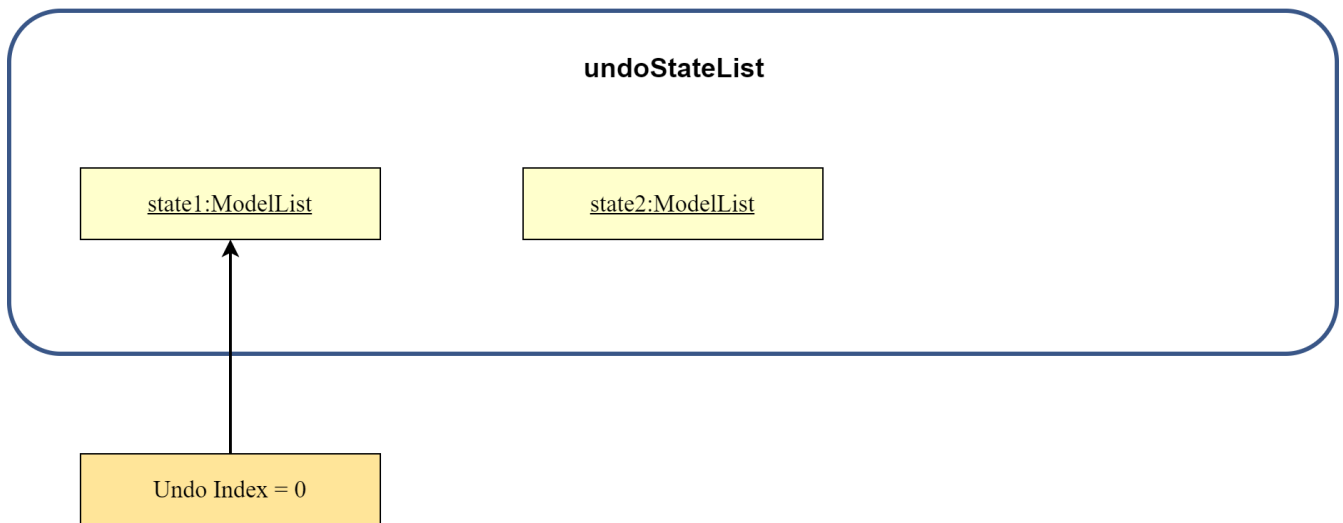 undoStateList
state1:ModelList
state2:ModelList
Undo Index = 0